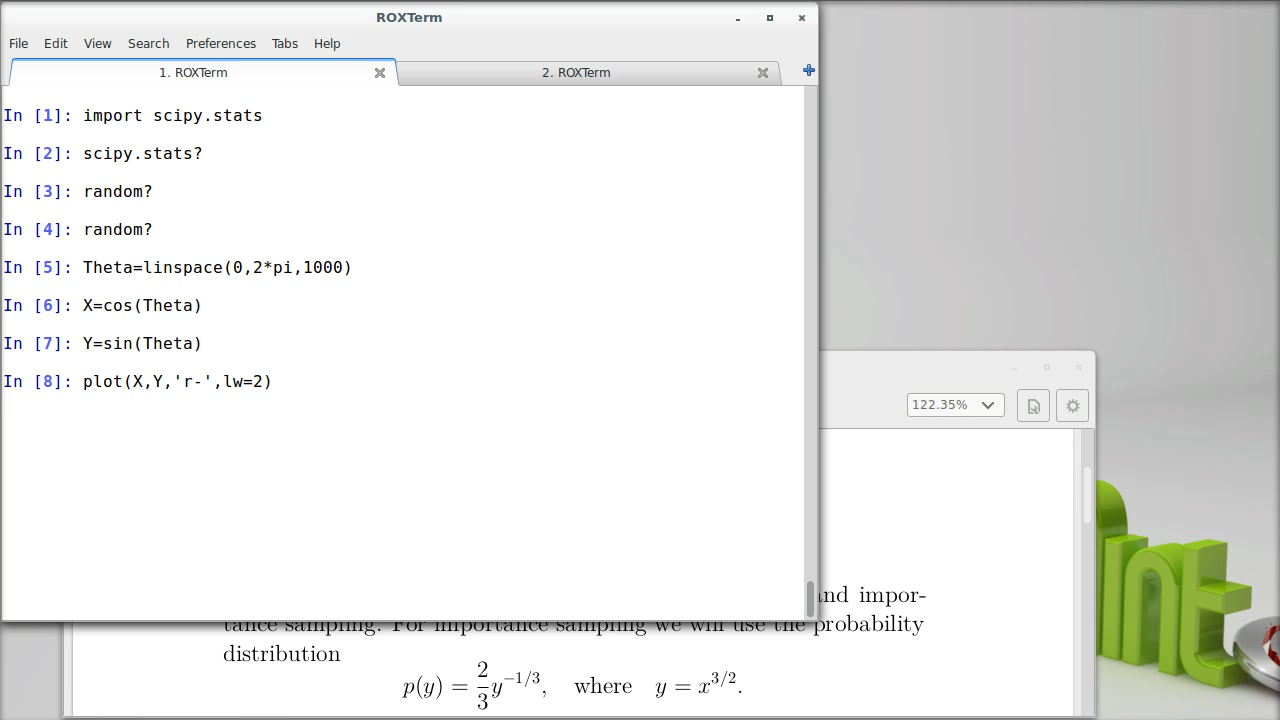 ROXTerm
File Edit View Search Preferences Tabs Help
1. ROXTerm 2. ROXTerm
In [1]: import scipy.stats
In [2]: scipy.stats?
In [3]: random?
In [4]: random?
In [5]: Theta=linspace(0,2*pi,1000)
In [6]: X=cos(Theta)
In [7]: Y=sin(Theta)
In [8]: plot(X,Y,'r-',lw=2)
122.35%
and impor-
tance sampling. For importance sampling we will use the probability
distribution
p(y) = 2/3 y^{-1/3}, where y = x^{3/2}.
int